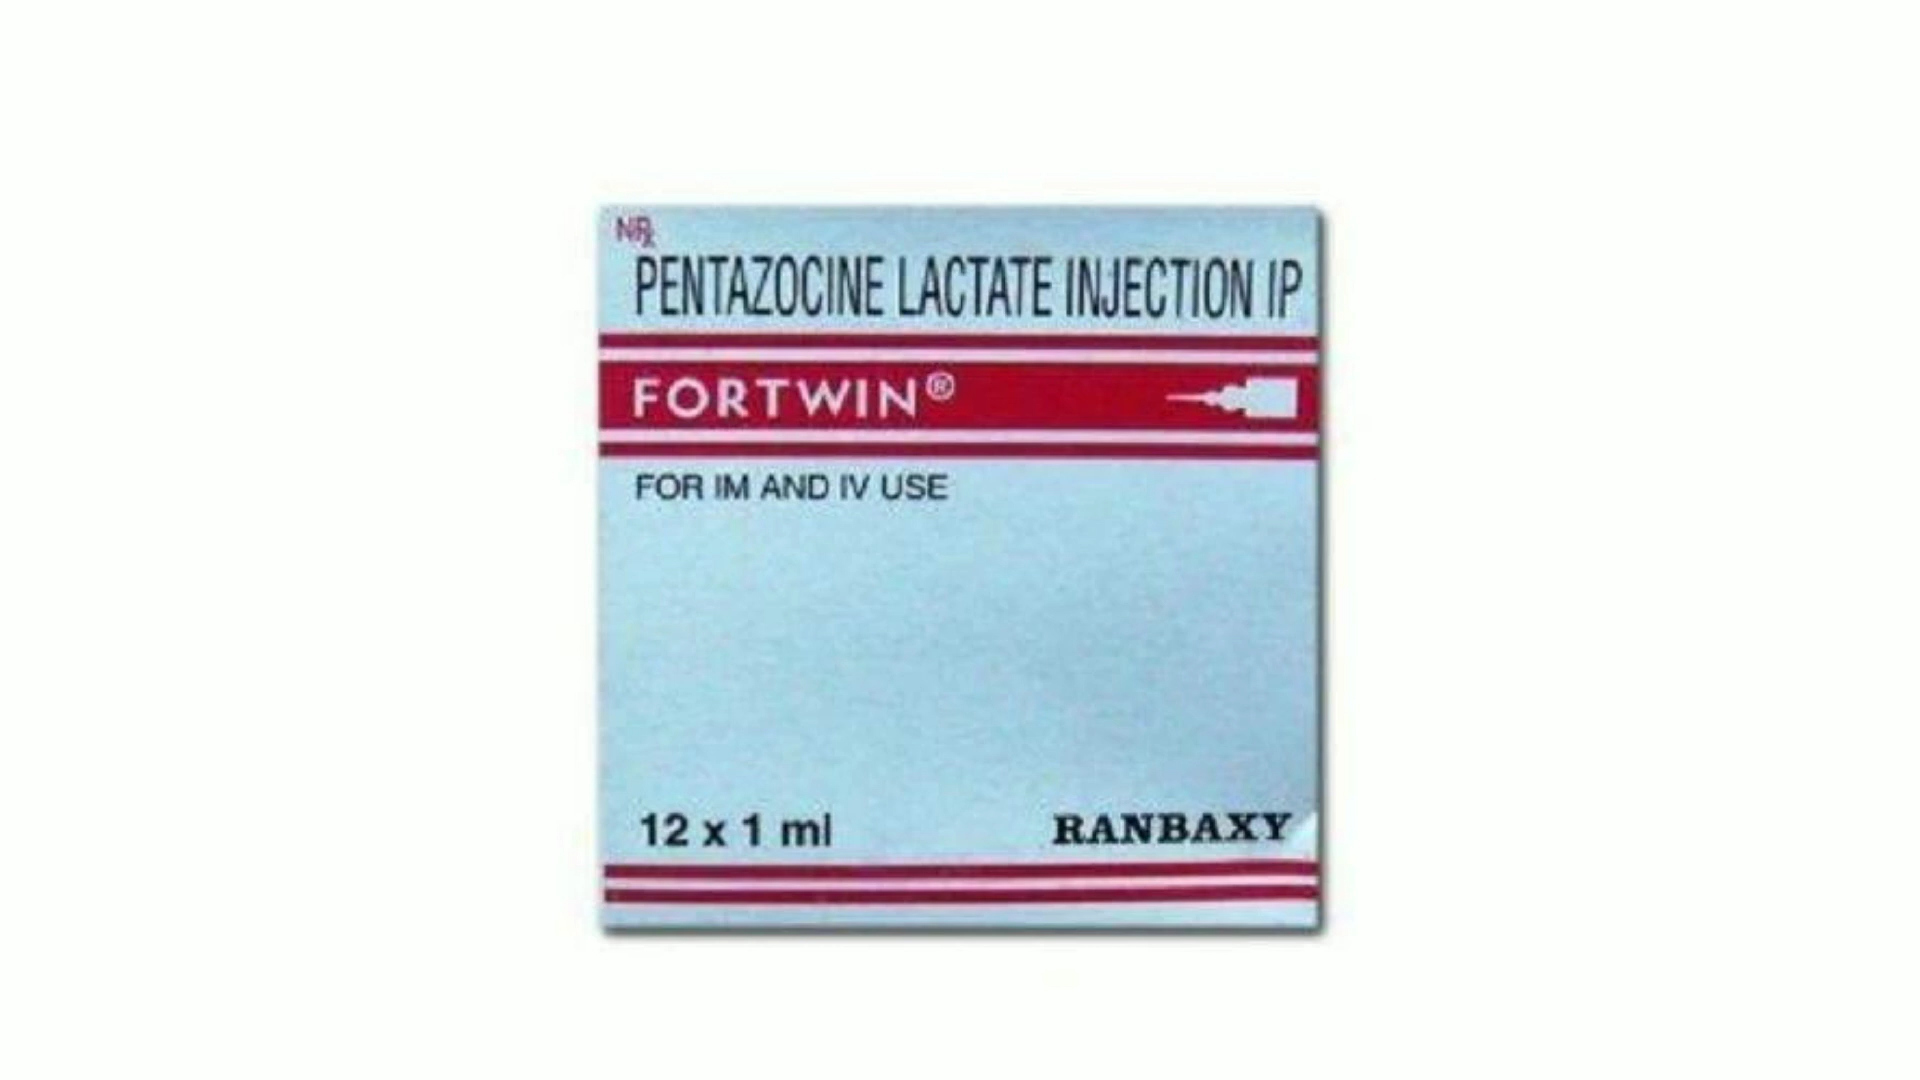 NRx
PENTAZOCINE LACTATE INJECTION IP
FORTWIN®
FOR IM AND IV USE
12 x 1 ml
RANBAXY